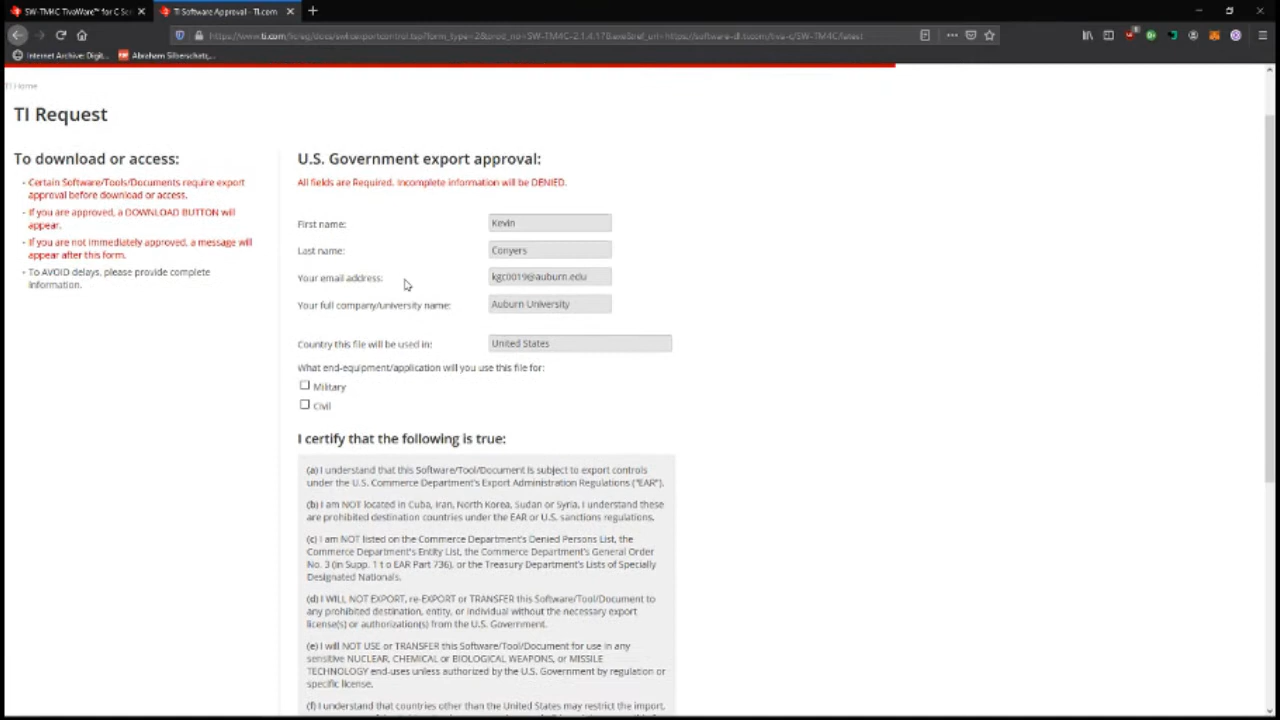 SW-TM4C TivaWare™ for C Se
TI Software Approval - TI.com
https://www.ti.com/
Internet Archive: Digit...
Abraham Silberschatz...
TI Home
TI Request
To download or access:
Certain Software/Tools/Documents require export
approval before download or access.
If you are approved, a DOWNLOAD BUTTON will
appear.
If you are not immediately approved, a message will
appear after this form.
To AVOID delays, please provide complete
information.
U.S. Government export approval:
All fields are Required. Incomplete information will be DENIED.
First name:
Kevin
Last name:
Conyers
Your email address:
kgc0019@auburn.edu
Your full company/university name:
Auburn University
Country this file will be used in:
United States
What end-equipment/application will you use this file for:
Military
Civil
I certify that the following is true:
(a) I understand that this Software/Tool/Document is subject to export controls
under the U.S. Commerce Department's Export Administration Regulations ("EAR").
(b) I am NOT located in Cuba, Iran, North Korea, Sudan or Syria. I understand these
are prohibited destination countries under the EAR or U.S. sanctions regulations.
(c) I am NOT listed on the Commerce Department's Denied Persons List, the
Commerce Department's Entity List, the Commerce Department's General Order
No. 3 (in Supp. 1 t o EAR Part 736), or the Treasury Department's Lists of Specially
Designated Nationals.
(d) I WILL NOT EXPORT, re-EXPORT or TRANSFER this Software/Tool/Document to
any prohibited destination, entity, or individual without the necessary export
license(s) or authorization(s) from the U.S. Government.
(e) I will NOT USE or TRANSFER this Software/Tool/Document for use in any
sensitive NUCLEAR, CHEMICAL or BIOLOGICAL WEAPONS, or MISSILE
TECHNOLOGY end-uses unless authorized by the U.S. Government by regulation or
specific license.
(f) I understand that countries other than the United States may restrict the import,